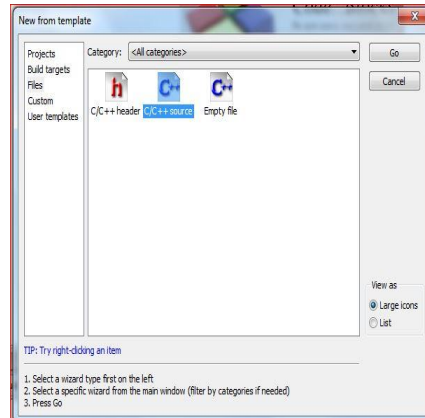 New from template
Projects
Build targets
Files
Custom
User templates
Category: <All categories>
C/C++ header
C/C++ source
Empty file
Go
Cancel
View as
Large icons
List
TIP: Try right-clicking an item
1. Select a wizard type first on the left
2. Select a specific wizard from the main window (filter by categories if needed)
3. Press Go